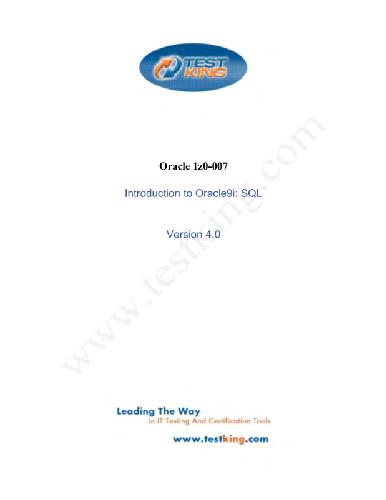 TEST
KING
Oracle 1z0-007
Introduction to Oracle9i: SQL
Version 4.0
www.testking.com
Leading The Way
in IT Testing And Certification Tools
www.testking.com